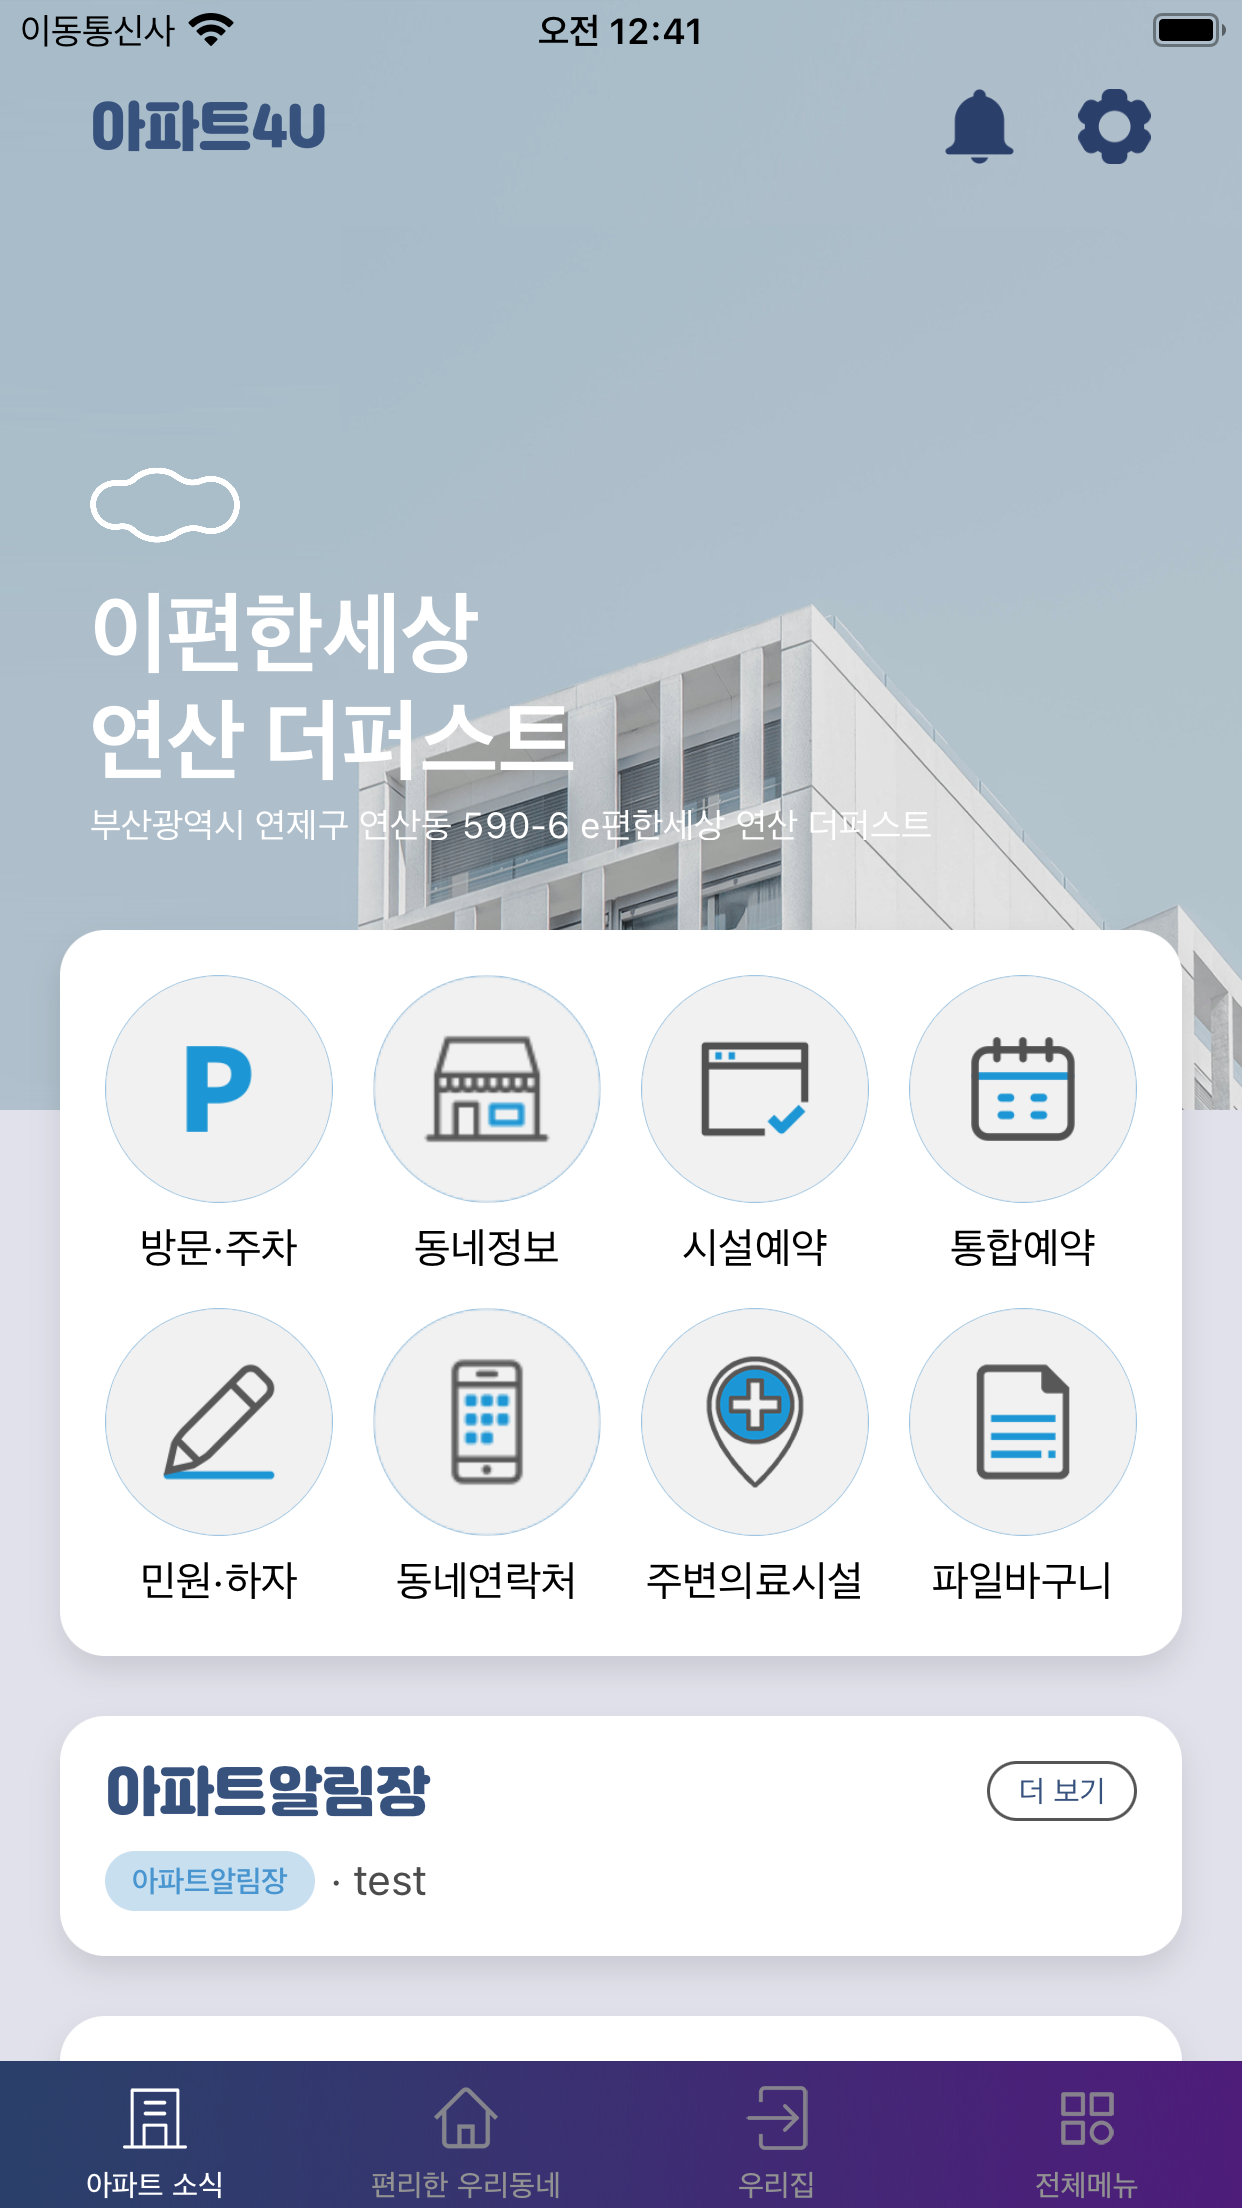 이동통신사 오전 12:41
아파트4U
이편한세상
연산 더퍼스트
부산광역시 연제구 연산동 590-6 e편한세상 연산 더퍼스트
P
방문·주차 동네정보 시설예약 통합예약
민원·하자 동네연락처 주변의료시설 파일바구니
아파트알림장 더 보기
아파트알림장 · test
아파트 소식 편리한 우리동네 우리집 전체메뉴